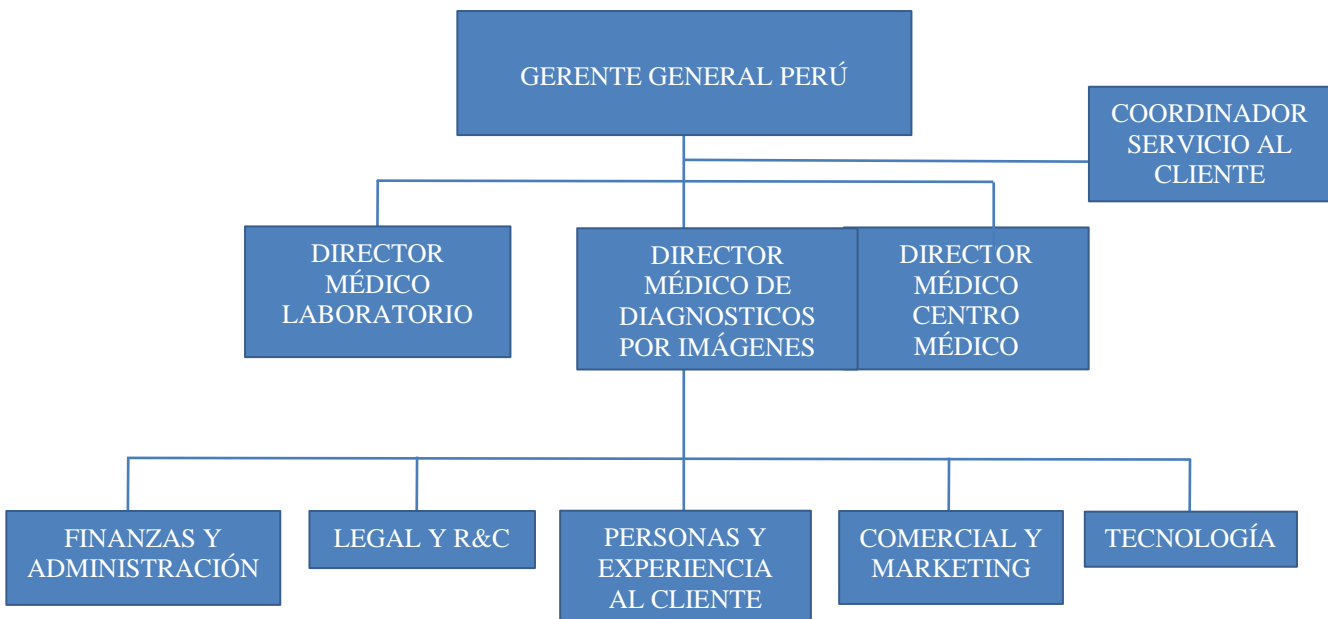 GERENTE GENERAL PERÚ
COORDINADOR
SERVICIO AL
CLIENTE
DIRECTOR
MÉDICO
LABORATORIO
DIRECTOR
MÉDICO DE
DIAGNOSTICOS
POR IMÁGENES
DIRECTOR
MÉDICO
CENTRO
MÉDICO
FINANZAS Y
ADMINISTRACIÓN
LEGAL Y R&C
PERSONAS Y
EXPERIENCIA
AL CLIENTE
COMERCIAL Y
MARKETING
TECNOLOGÍA